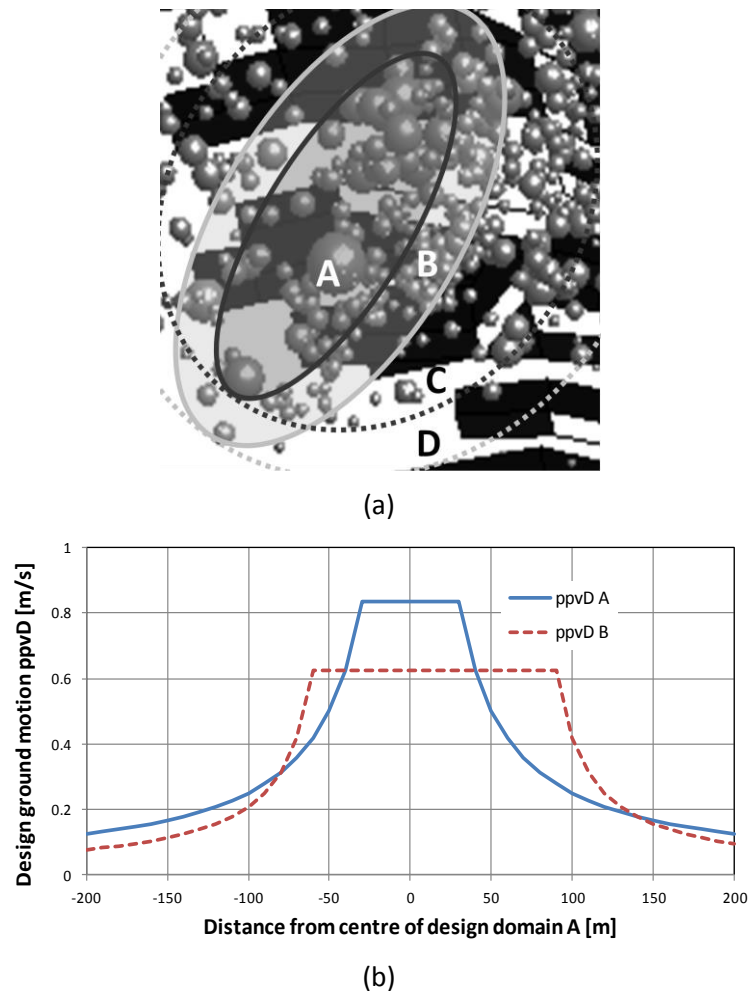 A
B
C
D
(a)
1
0.8
0.6
0.4
0.2
0
Design ground motion ppvD [m/s]
ppvD A
ppvD B
-200 -150 -100 -50 0 50 100 150 200
Distance from centre of design domain A [m]
(b)